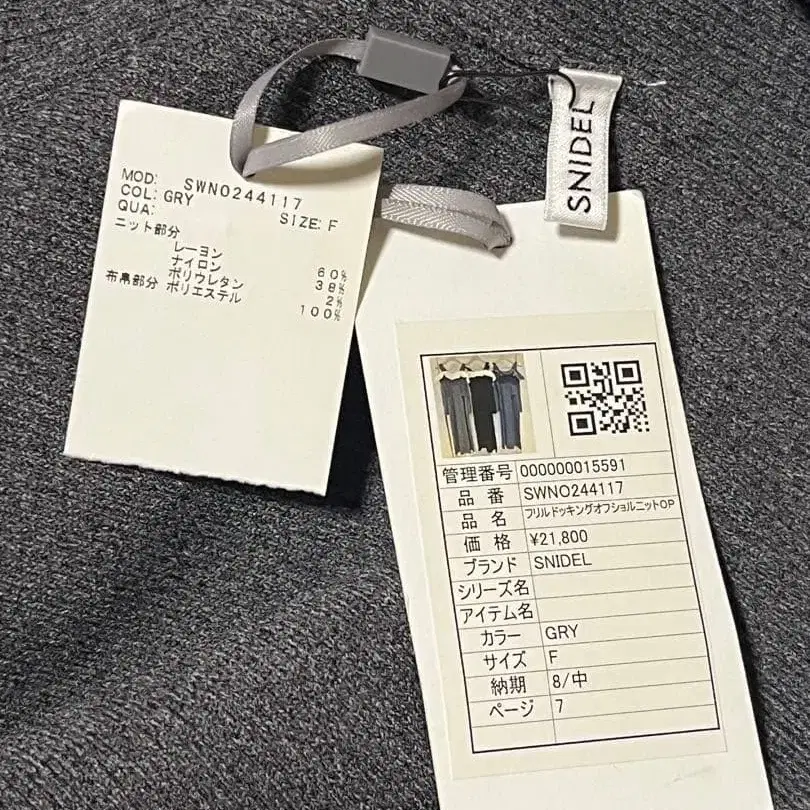 MOD: SWNO244117
COL: GRY SIZE: F
QUA:
ニット部分
レーヨン 60%
ナイロン 38%
ポリウレタン 2%
布帛部分 ポリエステル 100%
SNIDEL
管理番号 000000015591
品番 SWNO244117
品名 フリルドッキングオフショルニットOP
価格 ¥21,800
ブランド SNIDEL
シリーズ名
アイテム名
カラー GRY
サイズ F
納期 8/中
ページ 7